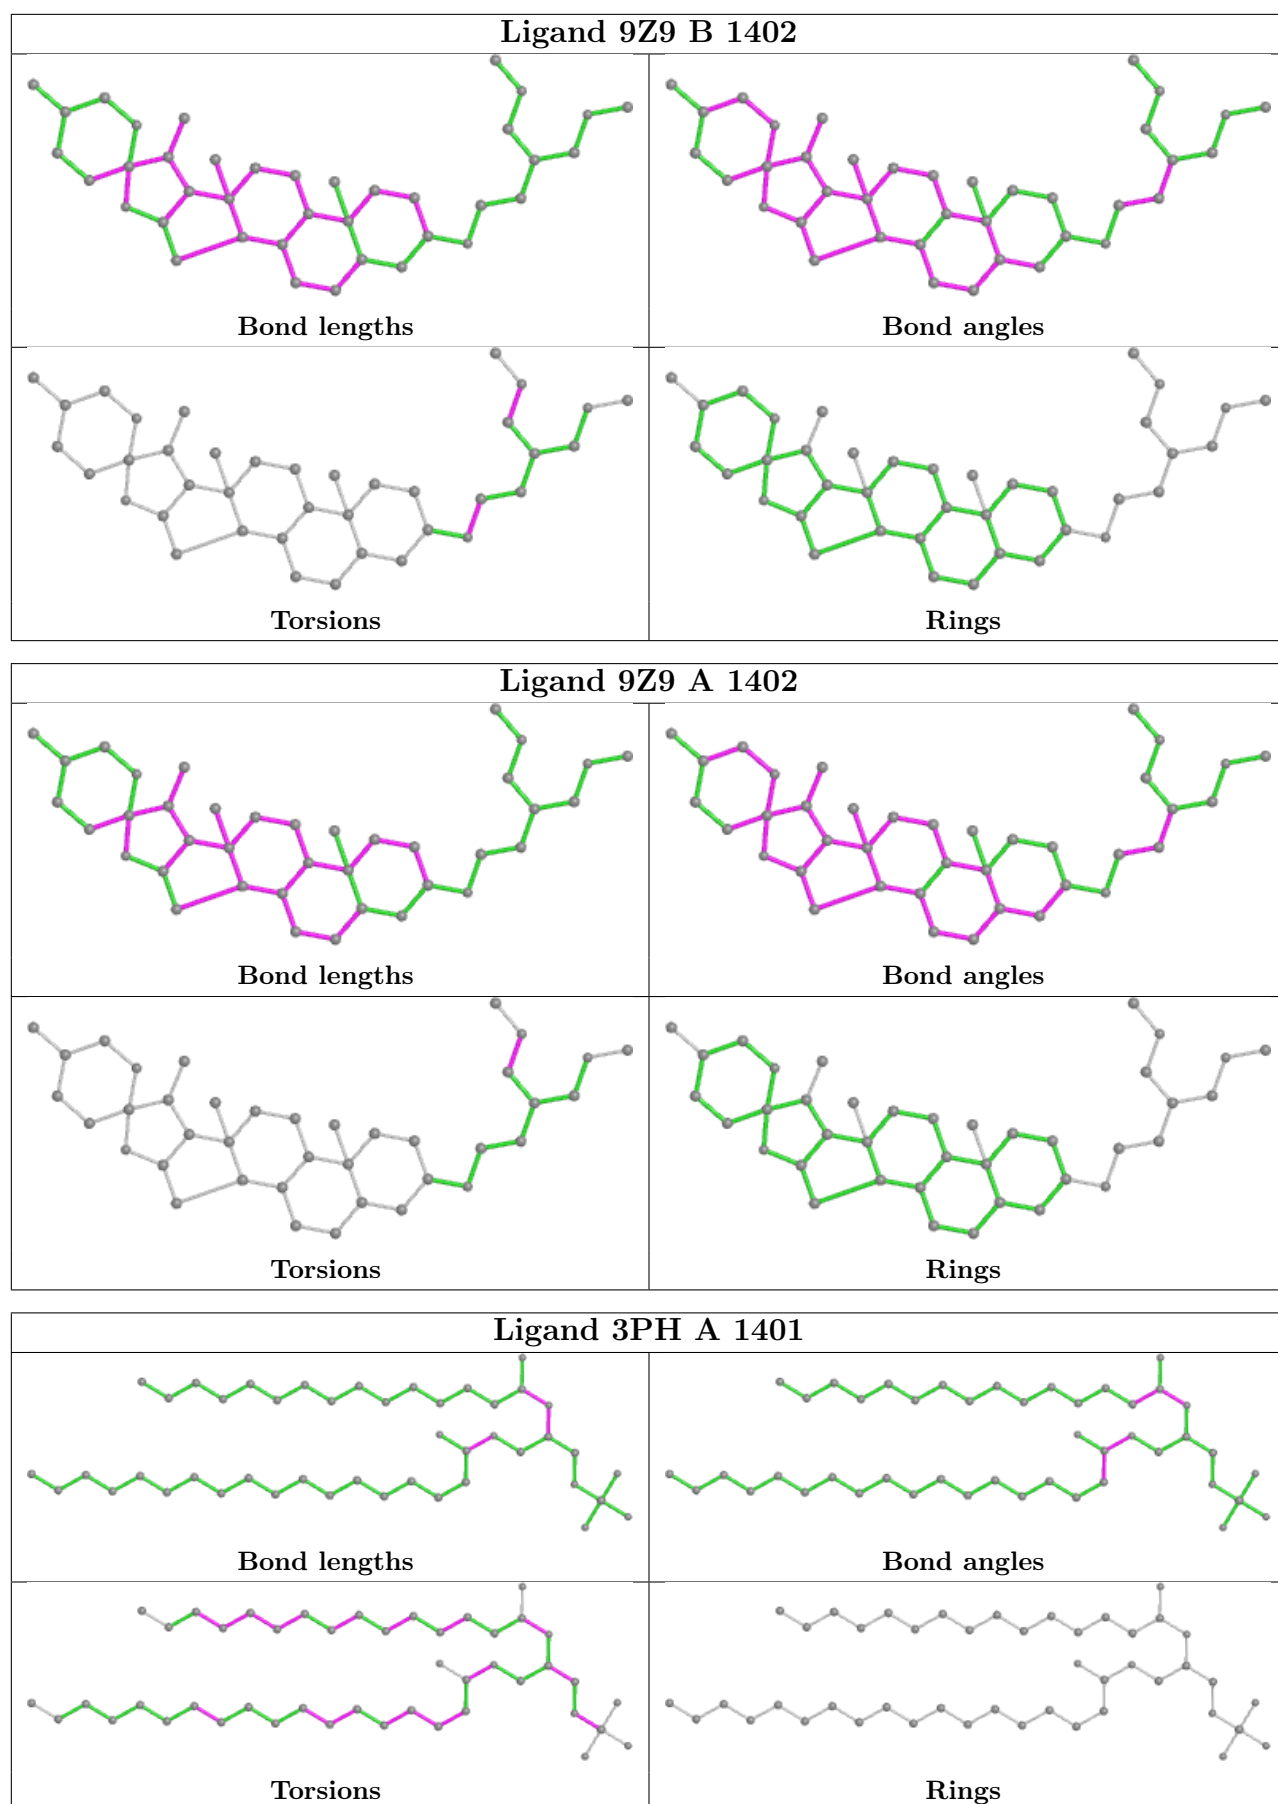 Ligand 9Z9 B 1402
Bond lengths
Bond angles
Torsions
Rings
Ligand 9Z9 A 1402
Bond lengths
Bond angles
Torsions
Rings
Ligand 3PH A 1401
Bond lengths
Bond angles
Torsions
Rings